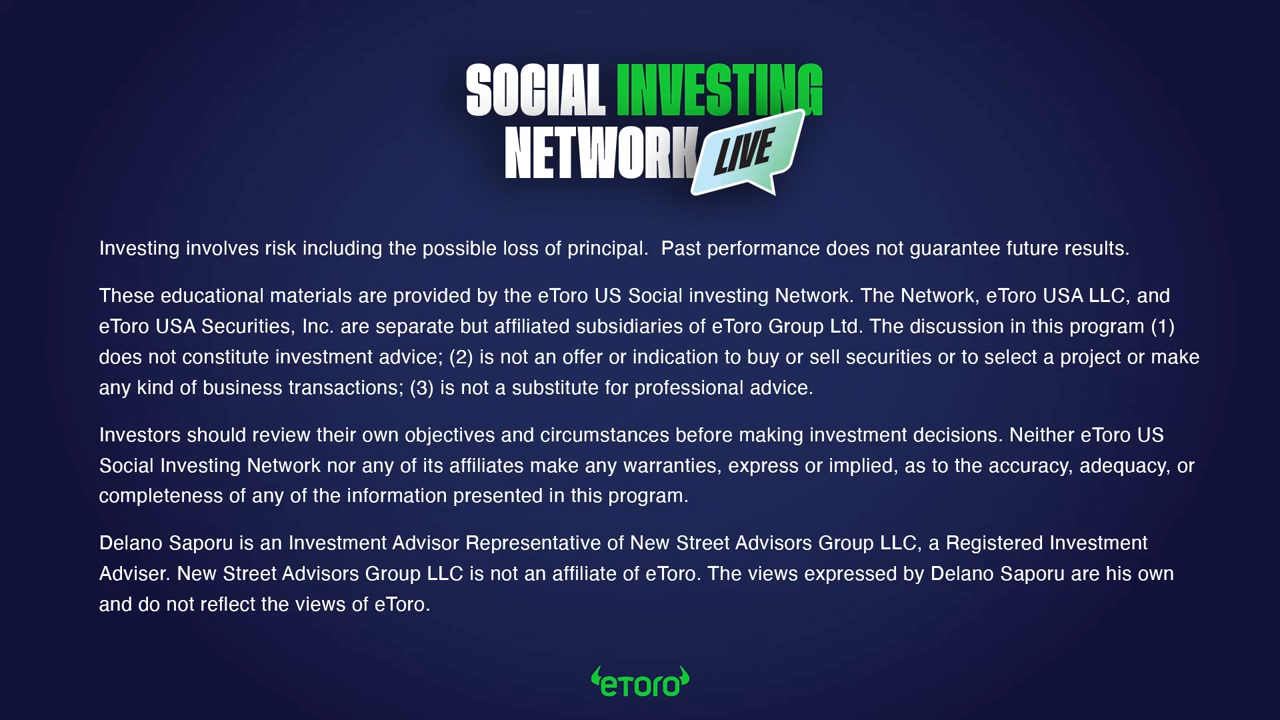 SOCIAL INVESTING
NETWORK LIVE
Investing involves risk including the possible loss of principal.  Past performance does not guarantee future results.
These educational materials are provided by the eToro US Social investing Network. The Network, eToro USA LLC, and
eToro USA Securities, Inc. are separate but affiliated subsidiaries of eToro Group Ltd. The discussion in this program (1)
does not constitute investment advice; (2) is not an offer or indication to buy or sell securities or to select a project or make
any kind of business transactions; (3) is not a substitute for professional advice.
Investors should review their own objectives and circumstances before making investment decisions. Neither eToro US
Social Investing Network nor any of its affiliates make any warranties, express or implied, as to the accuracy, adequacy, or
completeness of any of the information presented in this program.
Delano Saporu is an Investment Advisor Representative of New Street Advisors Group LLC, a Registered Investment
Adviser. New Street Advisors Group LLC is not an affiliate of eToro. The views expressed by Delano Saporu are his own
and do not reflect the views of eToro.
eToro